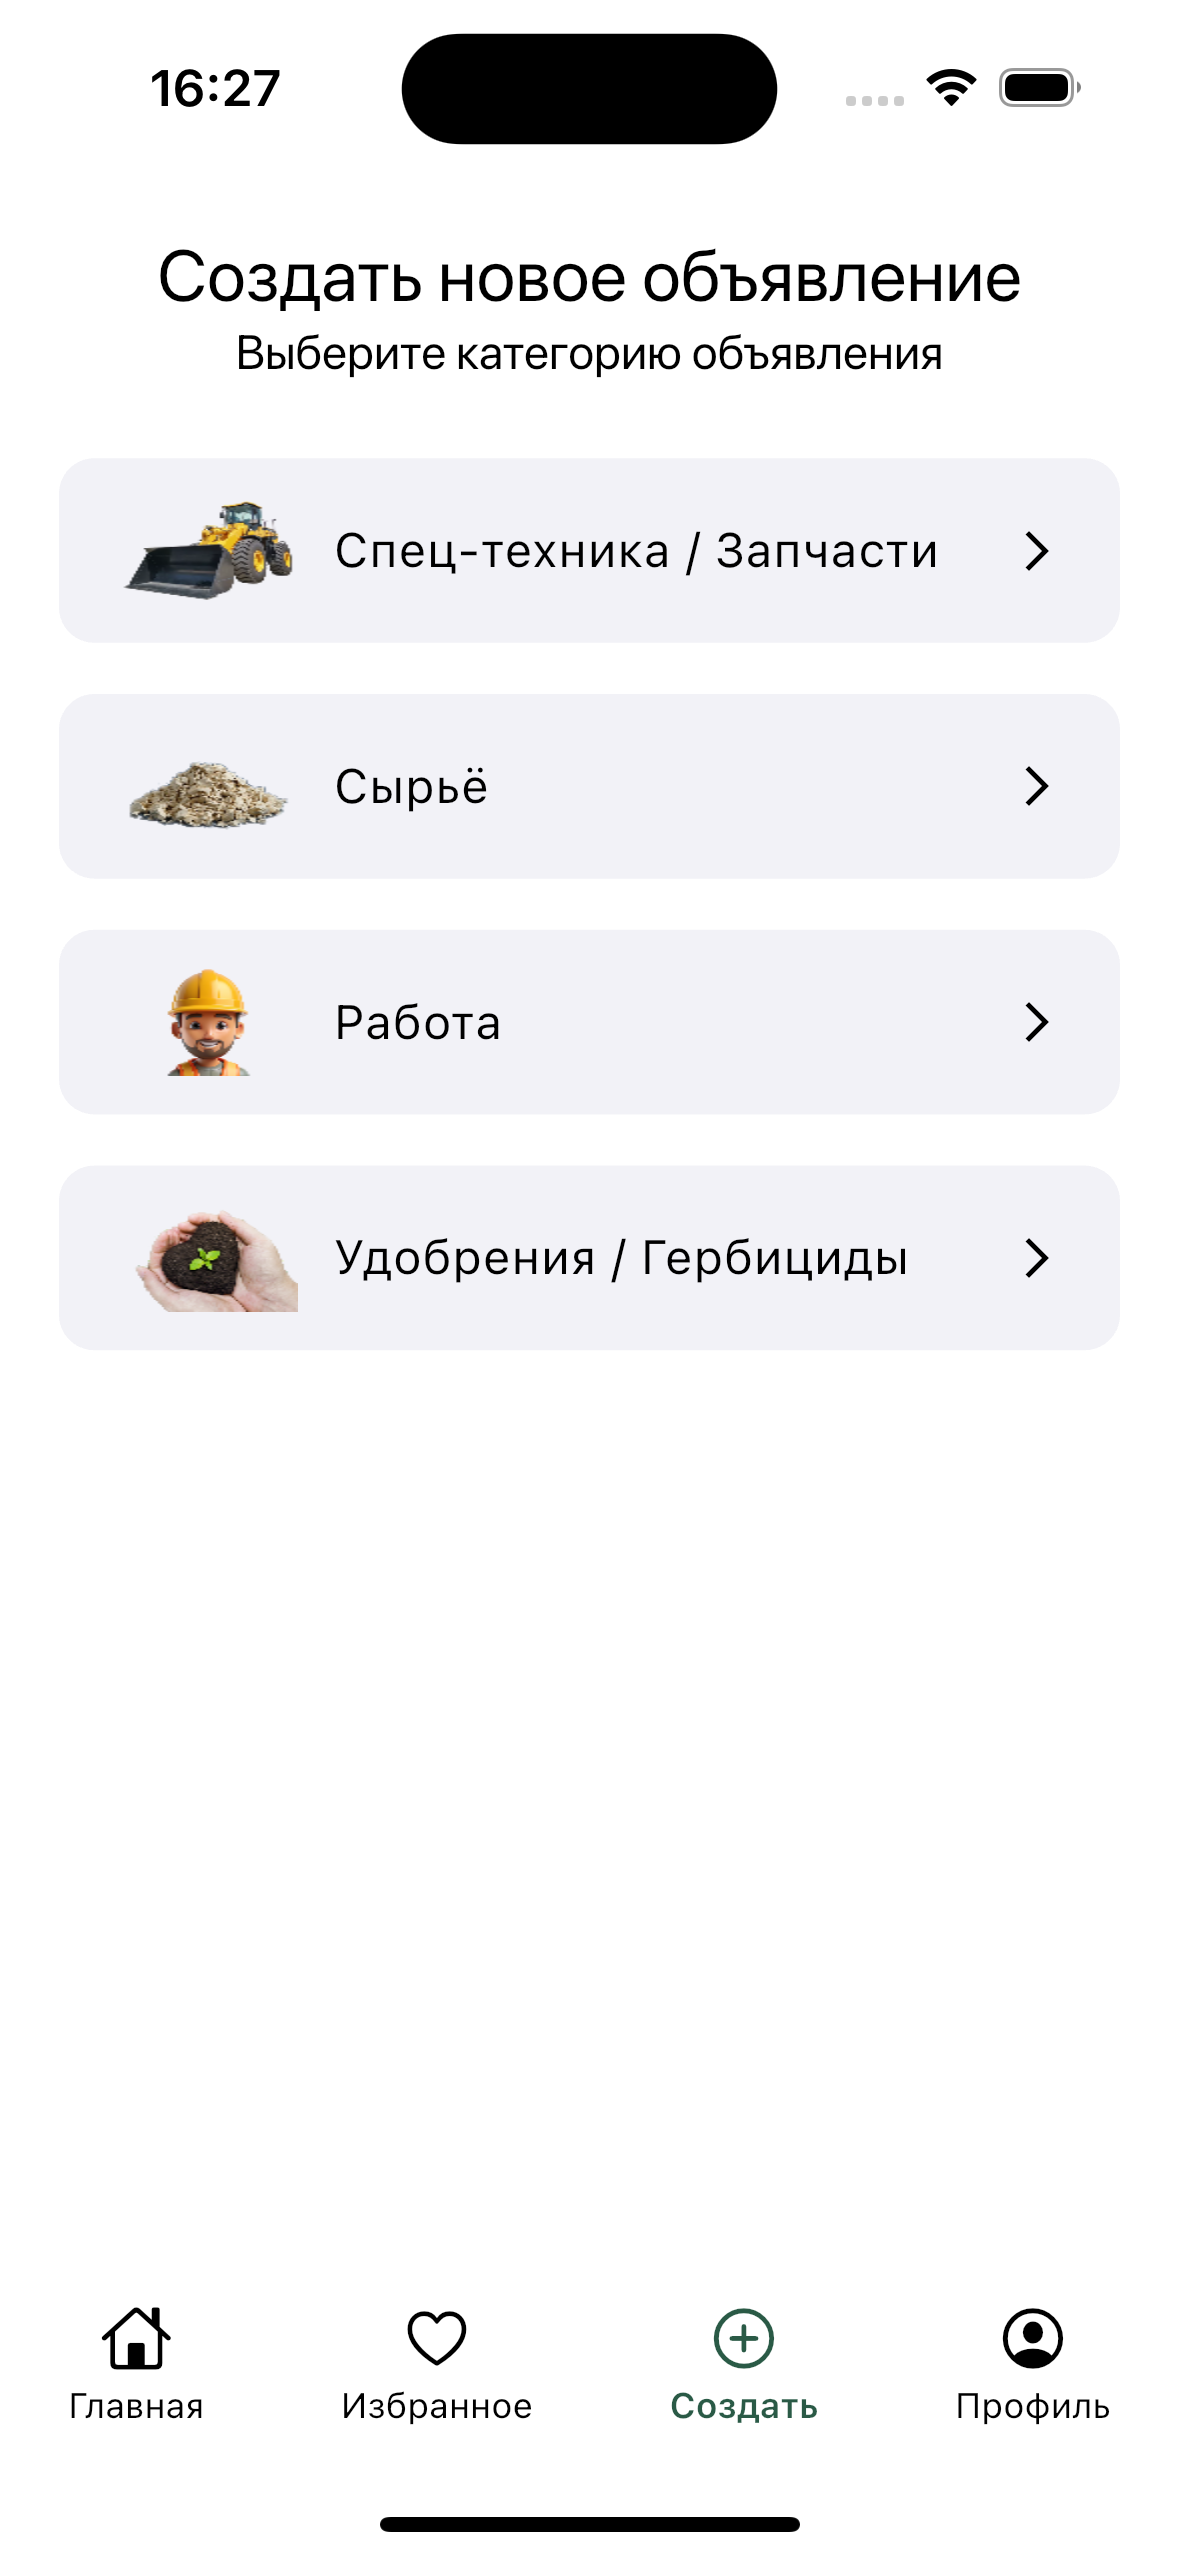 16:27
Создать новое объявление
Выберите категорию объявления
Спец-техника / Запчасти
Сырьё
Работа
Удобрения / Гербициды
Главная
Избранное
Создать
Профиль